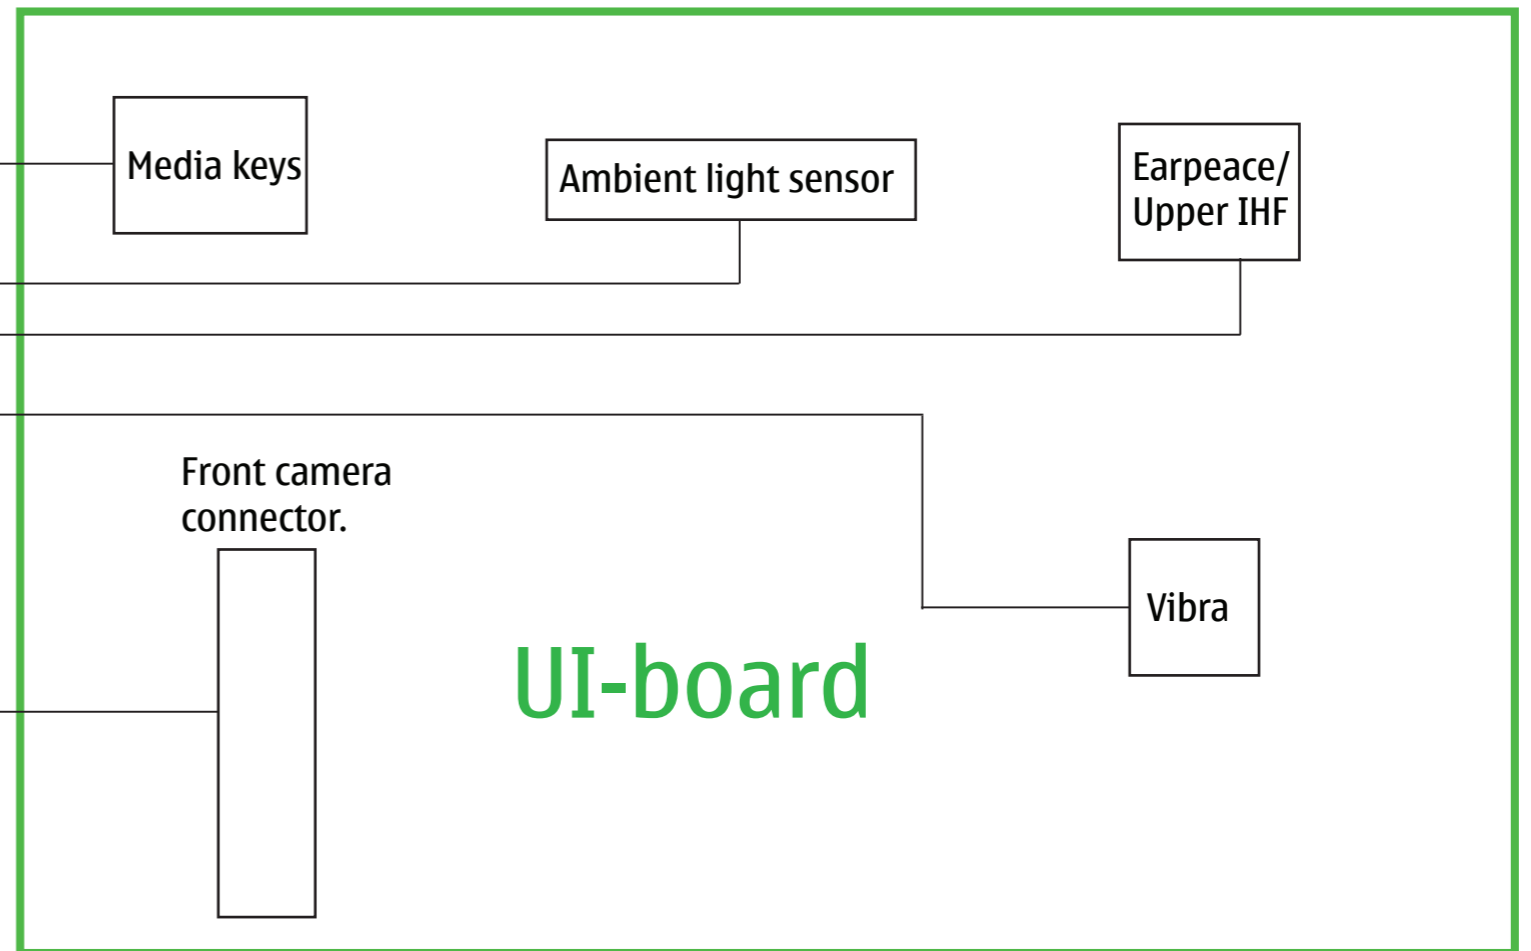 Media keys
Ambient light sensor
Earpeace/
Upper IHF
Front camera
connector.
UI-board
Vibra